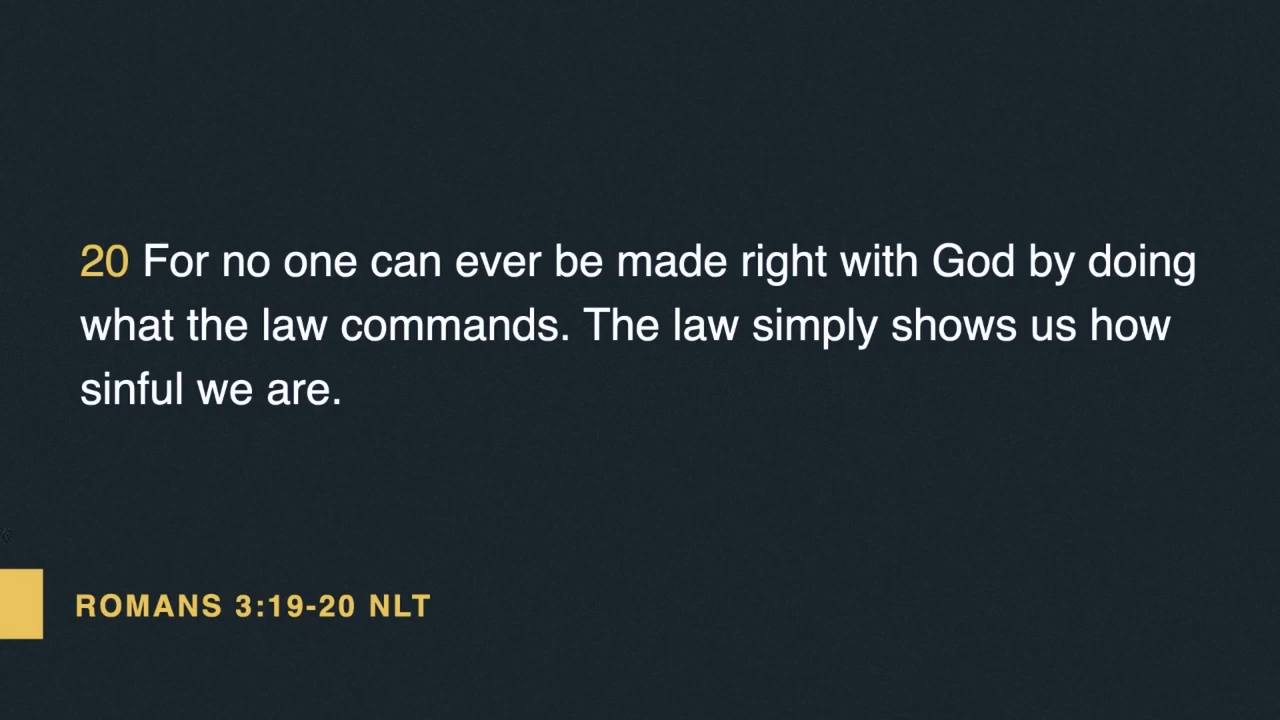 20 For no one can ever be made right with God by doing
what the law commands. The law simply shows us how
sinful we are.
ROMANS 3:19-20 NLT